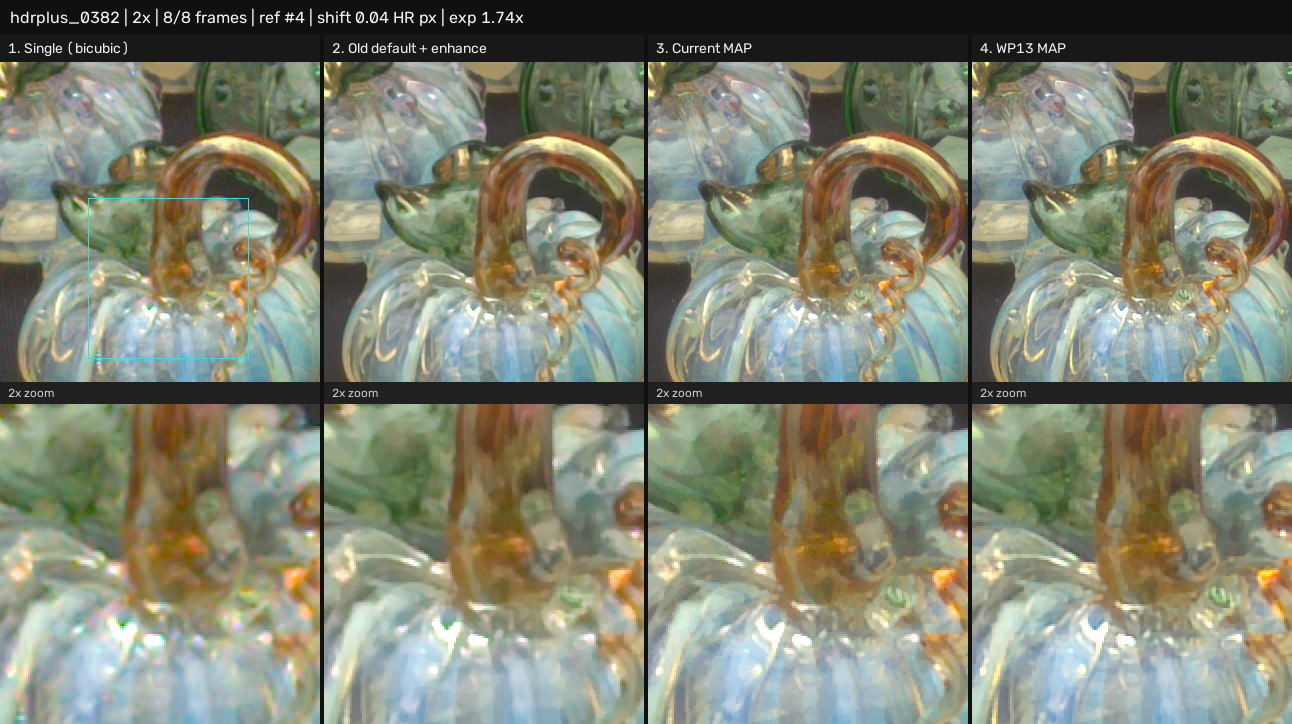 hdrplus_0382 | 2x | 8/8 frames | ref #4 | shift 0.04 HR px | exp 1.74x
1. Single (bicubic)
2. Old default + enhance
3. Current MAP
4. WP13 MAP
2x zoom
2x zoom
2x zoom
2x zoom